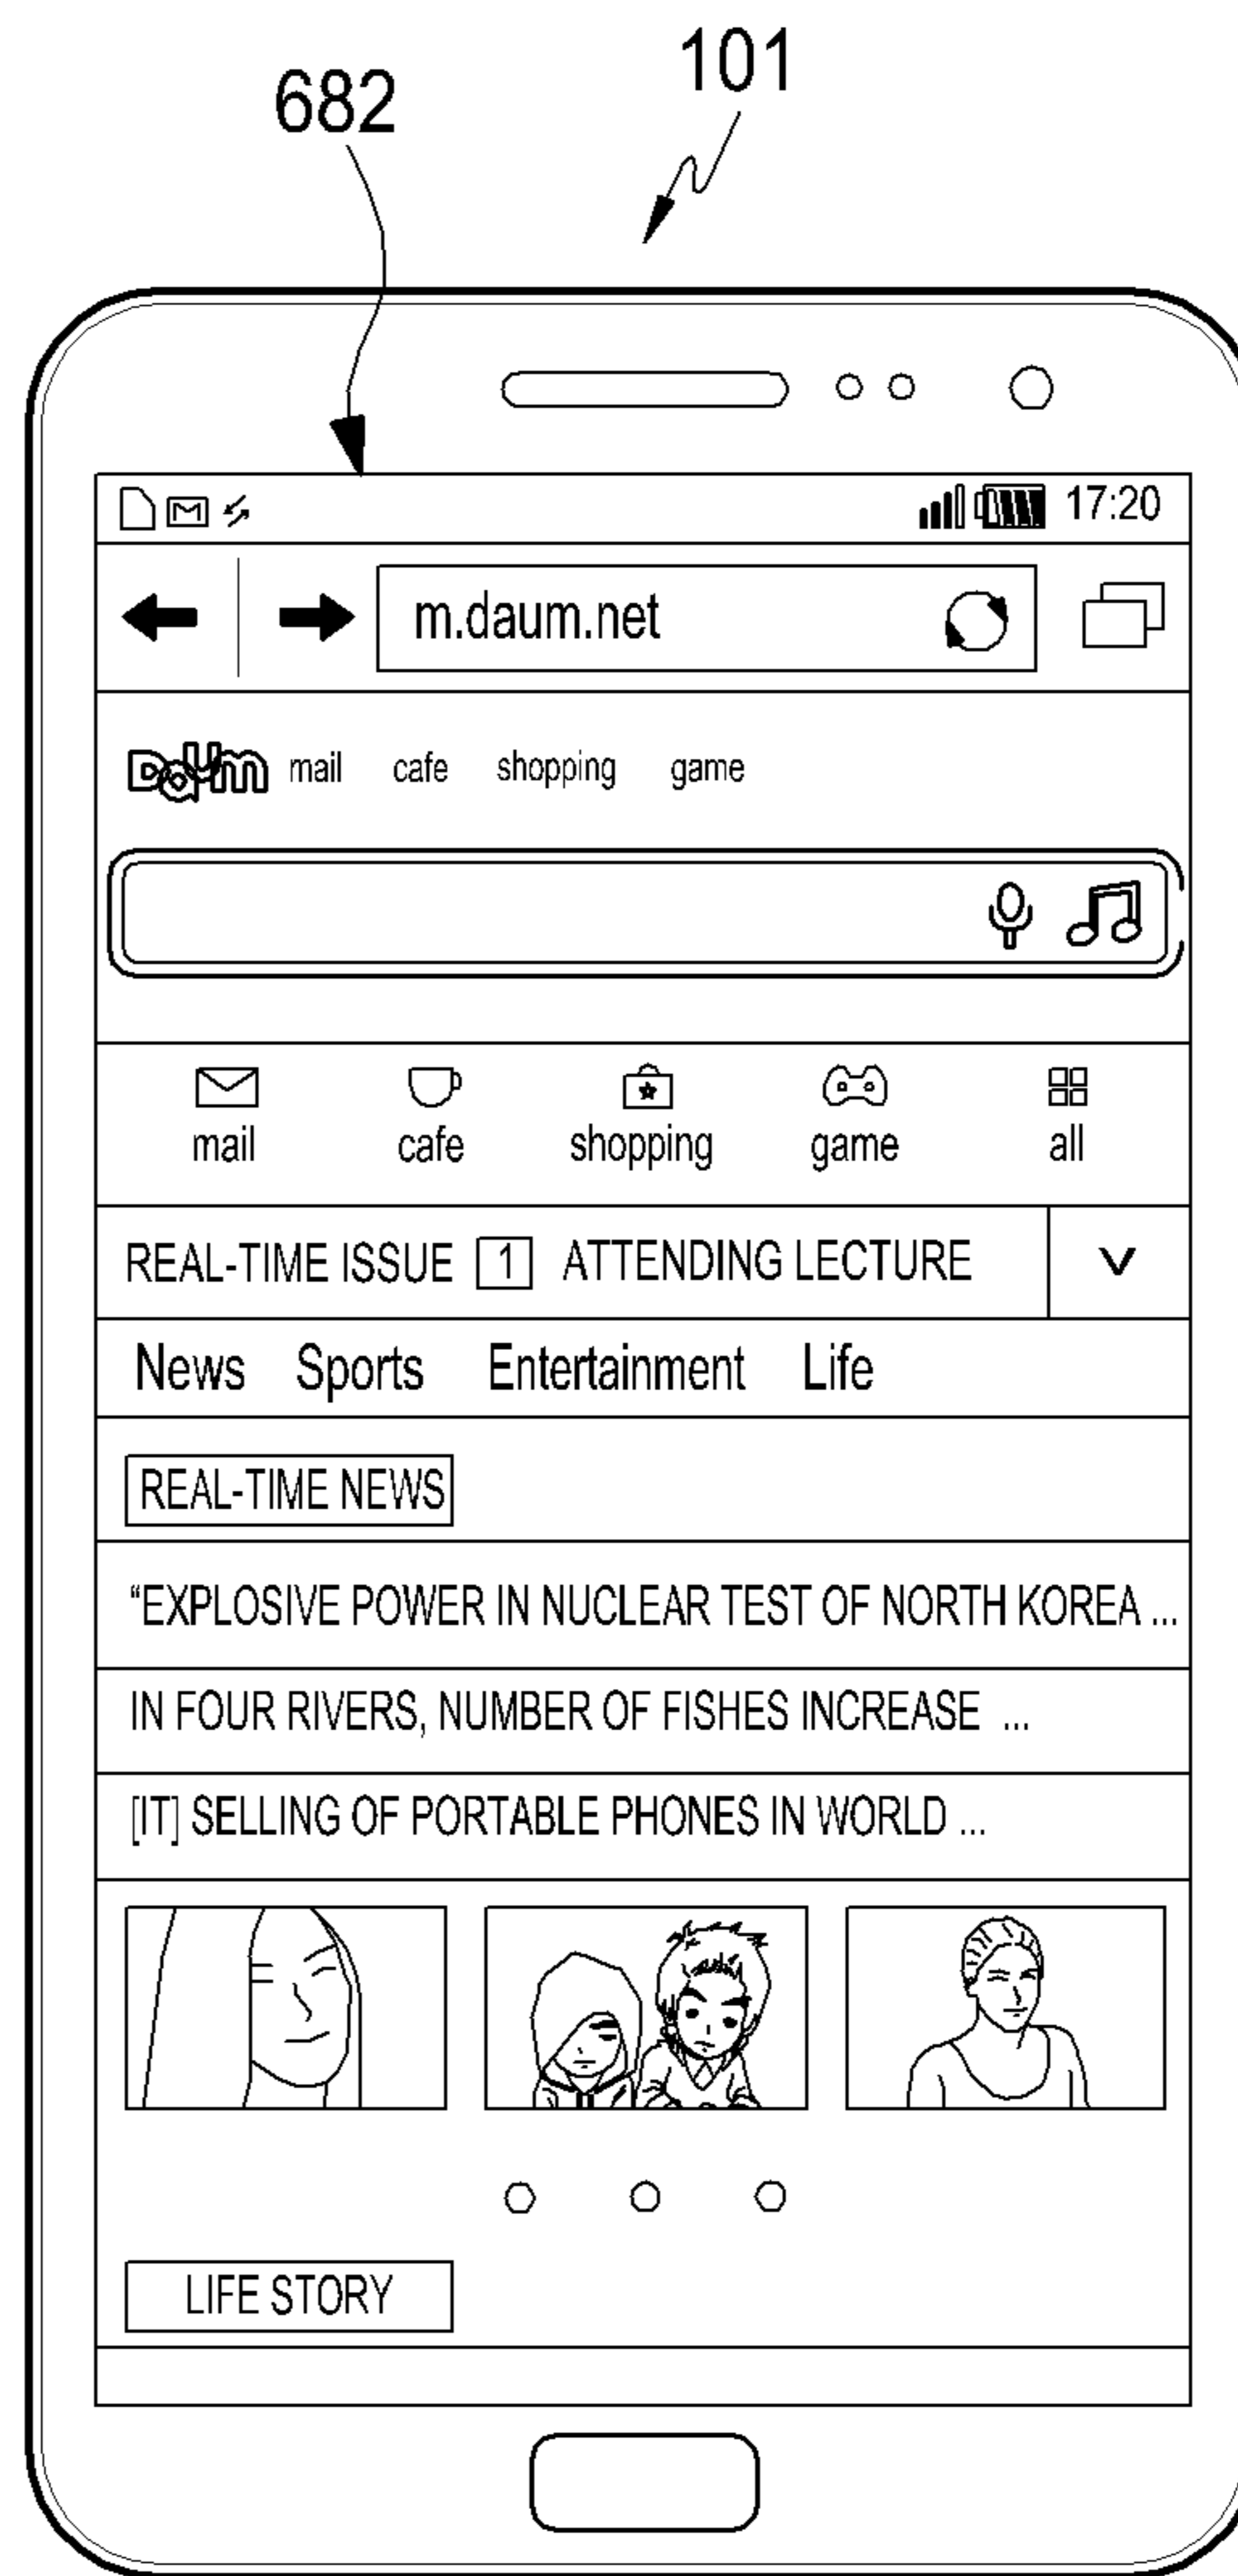 101
682
17:20
m.daum.net
Daum mail cafe shopping game
mail cafe shopping game all
REAL-TIME ISSUE 1 ATTENDING LECTURE
News Sports Entertainment Life
REAL-TIME NEWS
“EXPLOSIVE POWER IN NUCLEAR TEST OF NORTH KOREA ...
IN FOUR RIVERS, NUMBER OF FISHES INCREASE ...
[IT] SELLING OF PORTABLE PHONES IN WORLD ...
LIFE STORY